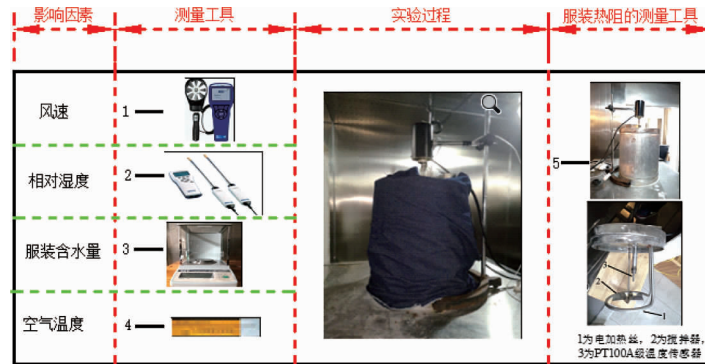 影响因素
测量工具
实验过程
服装热阻的测量工具
风速
1
相对湿度
2
服装含水量
3
空气温度
4
5
3
2
1
1为电加热丝，2为搅拌器，
3为PT100A级温度传感器